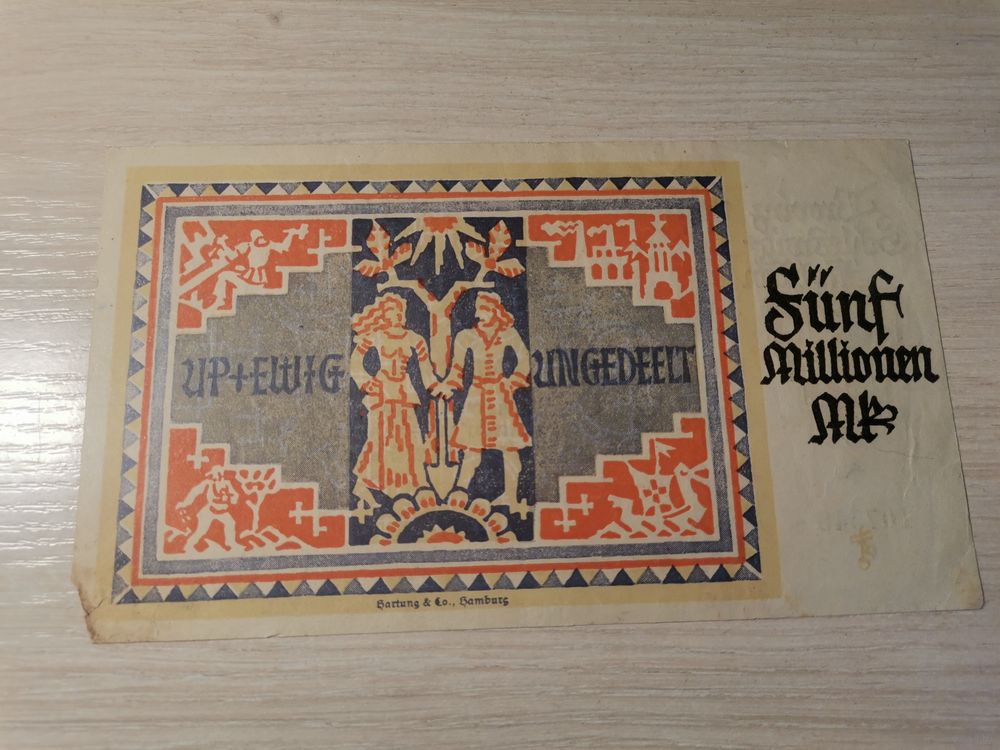 UP+EWIG UNGEDEELT
Fünf
Millionen
Mk
Hartung & Co., Hamburg